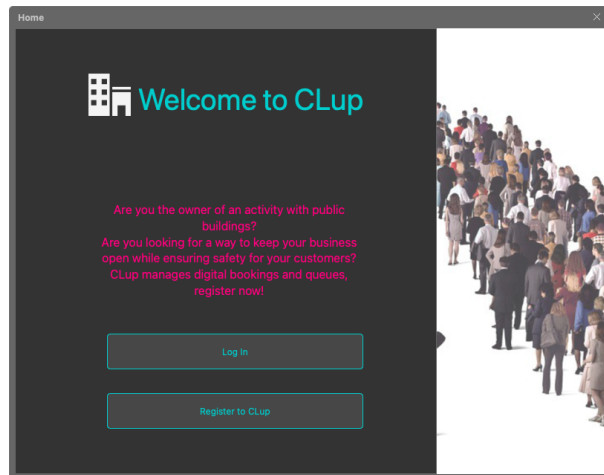 Home
Welcome to CLup
Are you the owner of an activity with public
buildings?
Are you looking for a way to keep your business
open while ensuring safety for your customers?
CLup manages digital bookings and queues,
register now!
Log In
Register to CLup